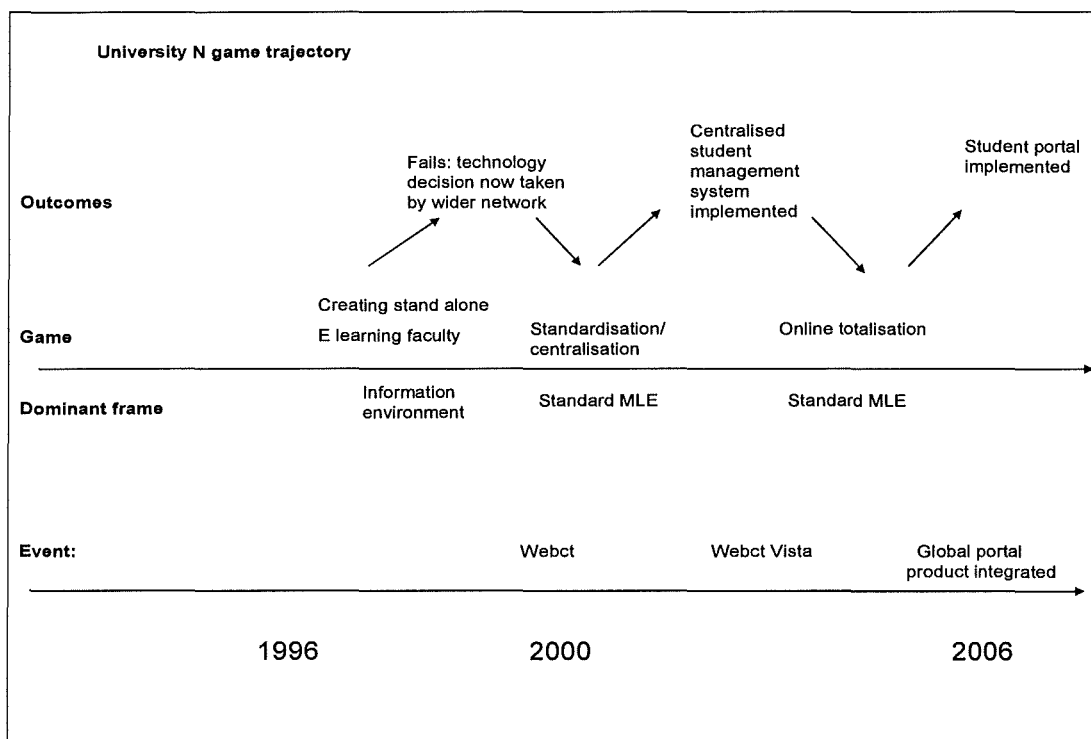 University N game trajectory
Centralised
student
management
system
implemented
Student portal
implemented
Fails: technology
decision now taken
by wider network
Outcomes
Creating stand alone
E learning faculty
Game
Standardisation/
centralisation
Online totalisation
Dominant frame
Information
environment
Standard MLE
Standard MLE
Event:
Webct
Webct Vista
Global portal
product integrated
1996
2000
2006